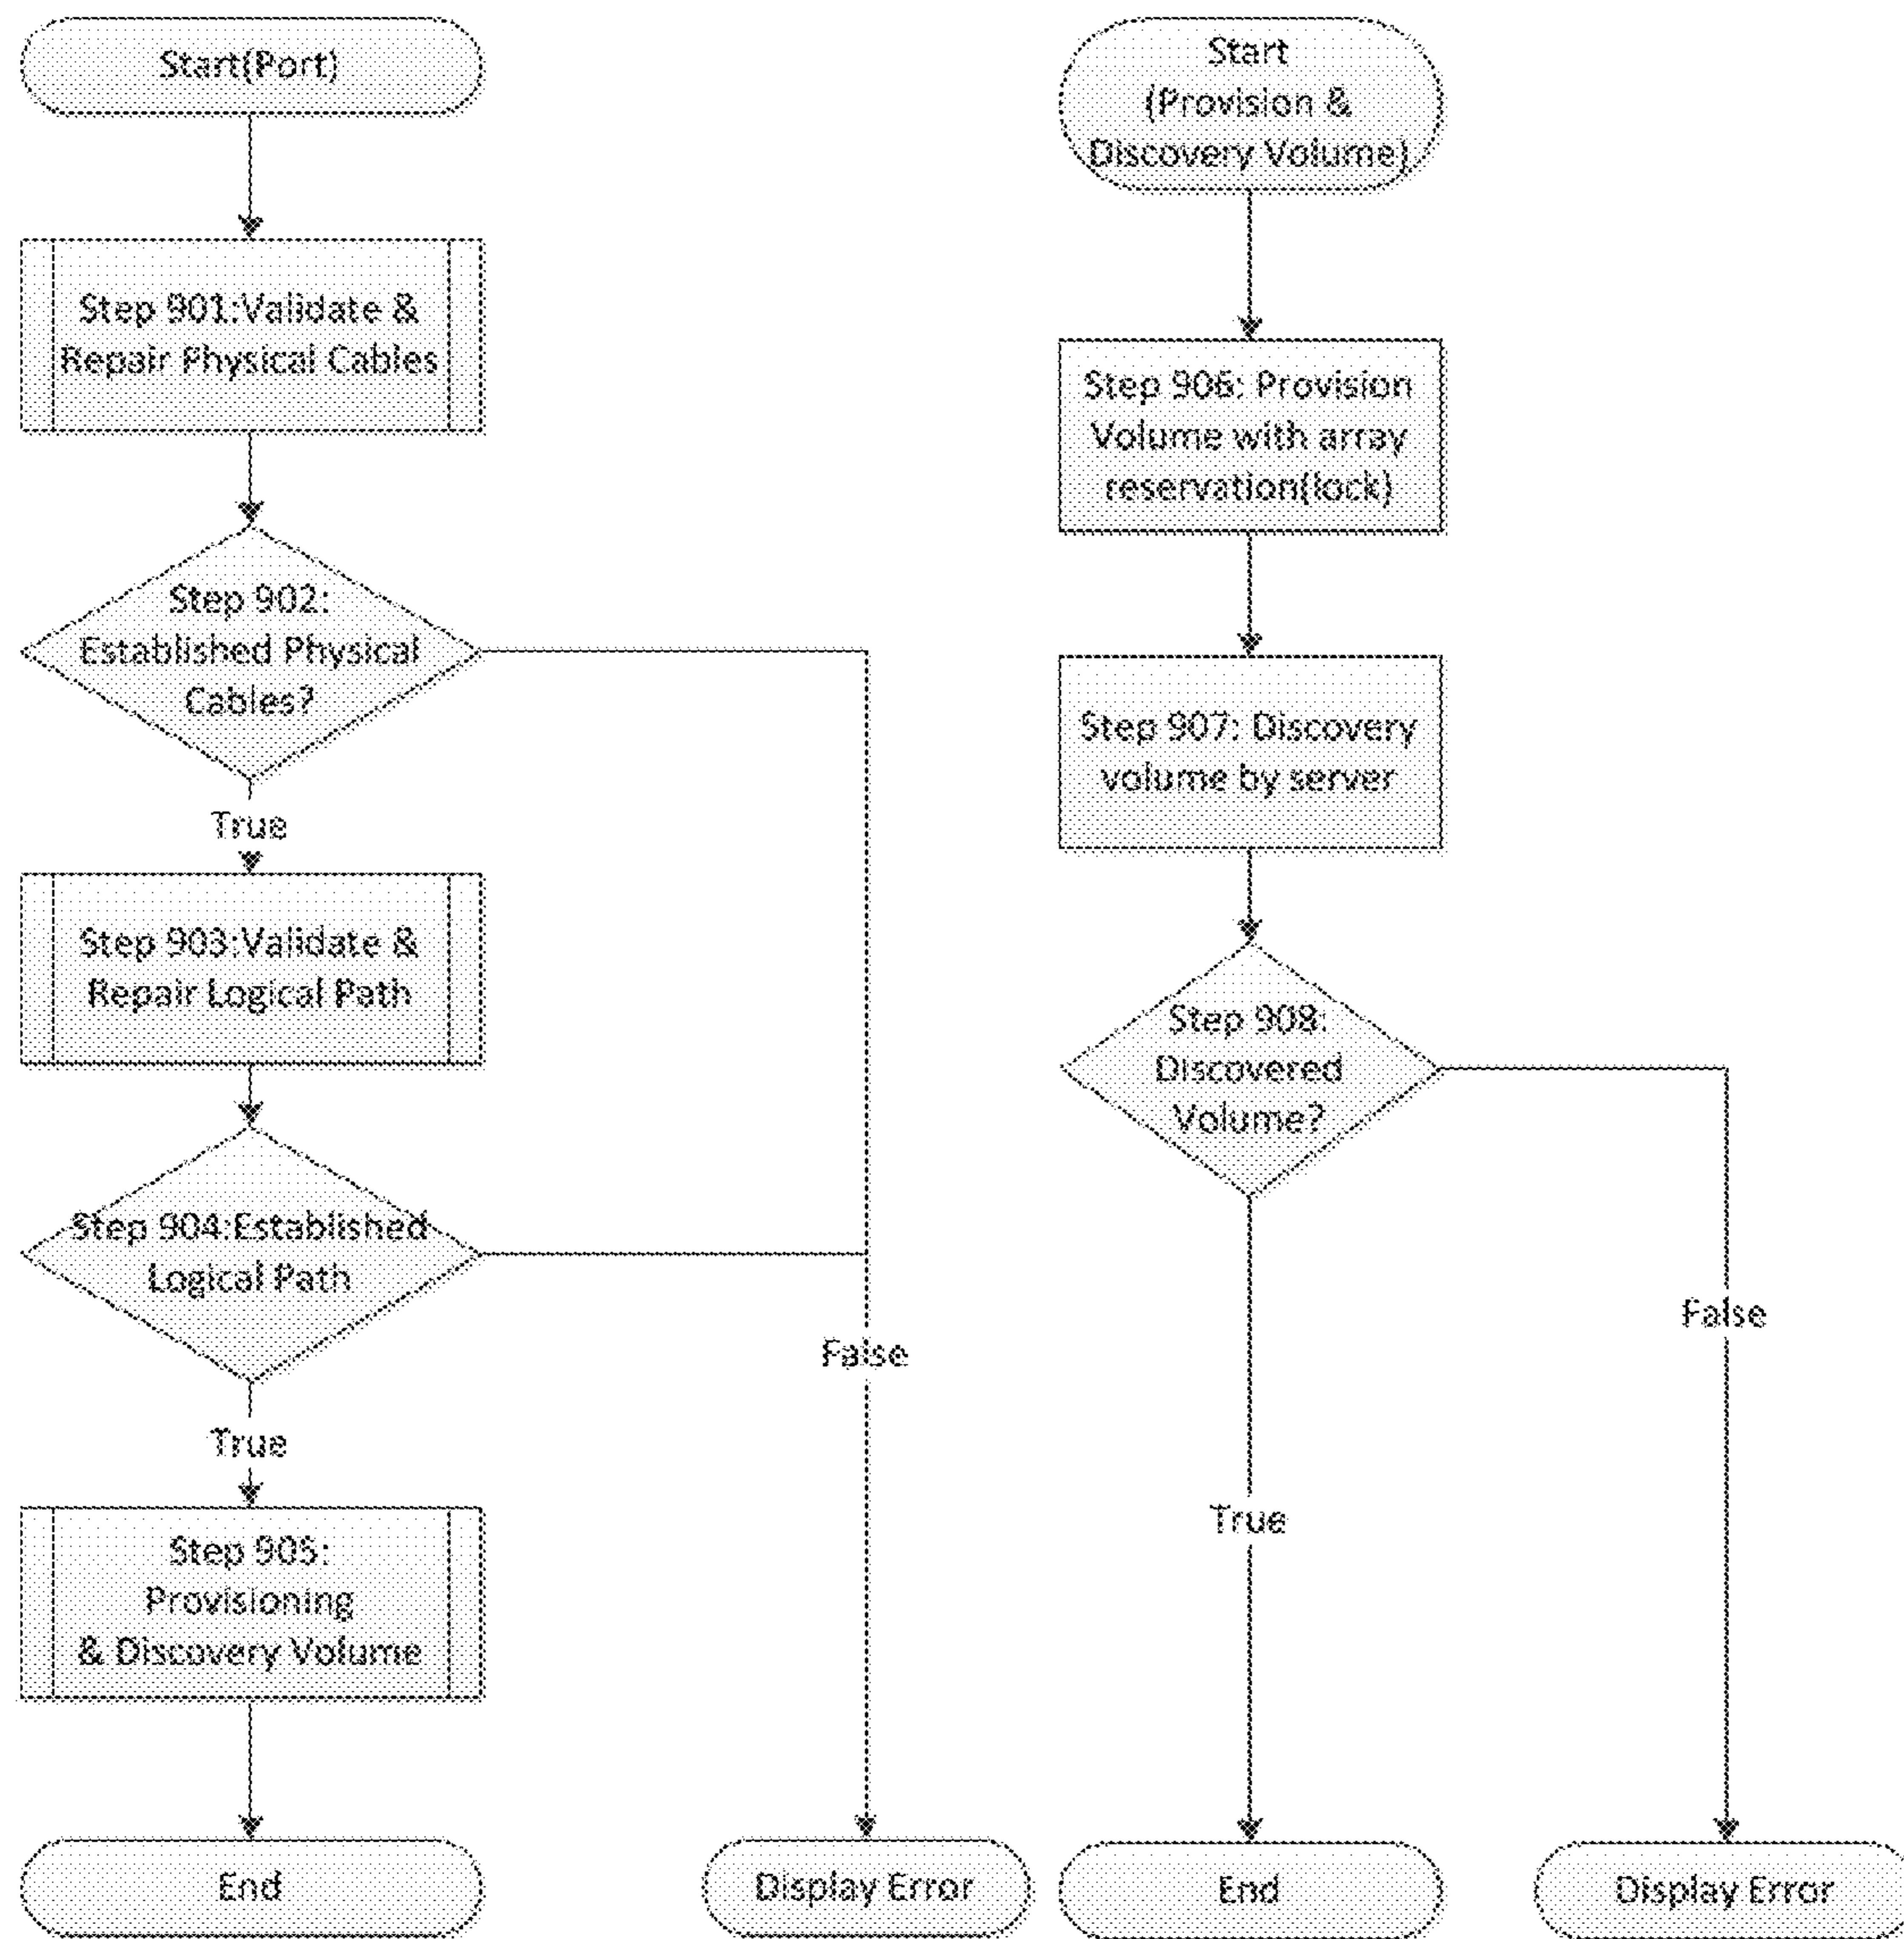 Start(Port)
Step 901:Validate &
Repair Physical Cables
Step 902:
Established Physical
Cables?
True
Step 903:Validate &
Repair Logical Path
Step 904:Established
Logical Path
False
True
Step 905:
Provisioning
& Discovery Volume
End
Display Error
Start
(Provision &
Discovery Volume)
Step 906: Provision
Volume with array
reservation(lock)
Step 907: Discovery
volume by server
Step 908:
Discovered
Volume?
False
True
End
Display Error